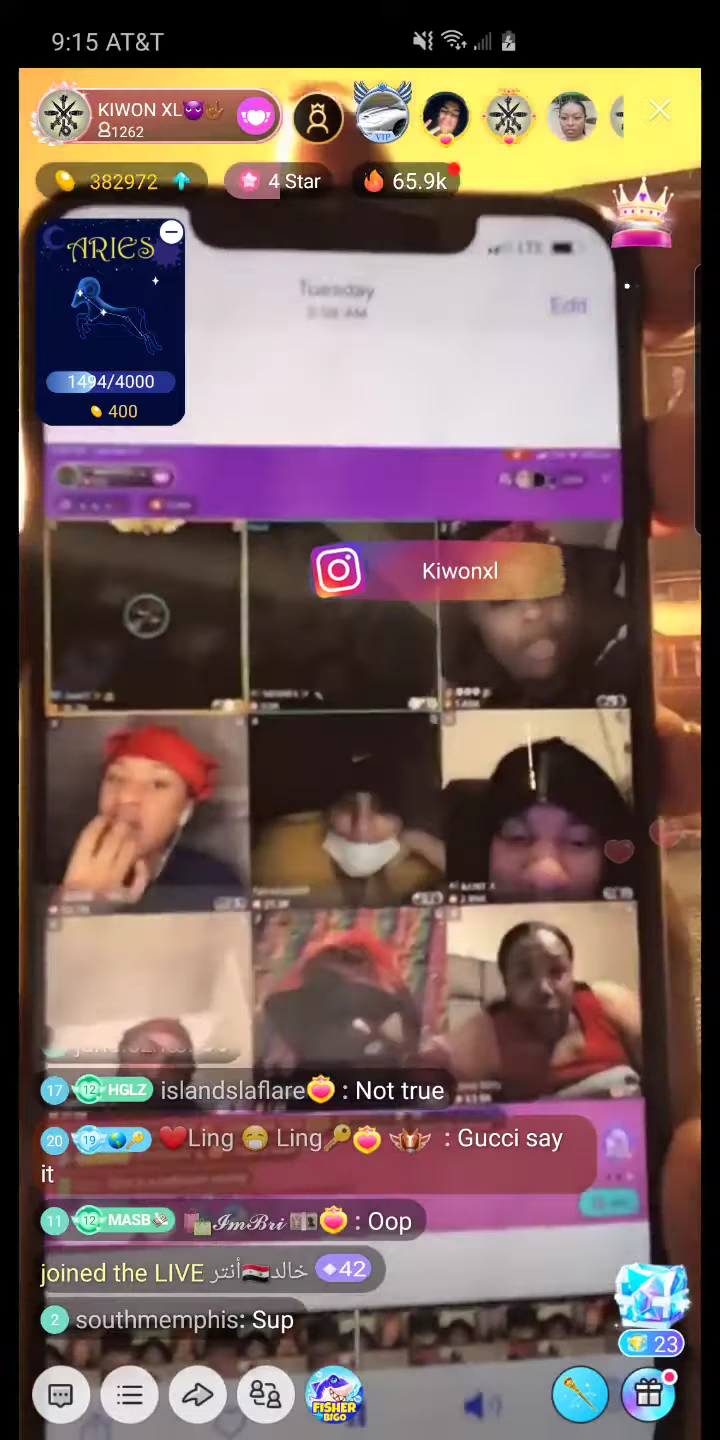 9:15 AT&T
KIWON XL😈🤙🏾
1262
VIP
382972
4 Star
65.9k
ARIES
1494/4000
400
Tuesday
Edit
LTE
Kiwonxl
17 12 HGLZ islandslaflare : Not true
20 19 🌎🔑 ❤️Ling 😷 Ling🔑 : Gucci say
it
11 12 MASB 🛍️ℐ𝓂ℬ𝓇𝒾 💵 : Oop
joined the LIVE خالد🇸🇾أنتر 42
2 southmemphis: Sup
23
FISHER
BIGO